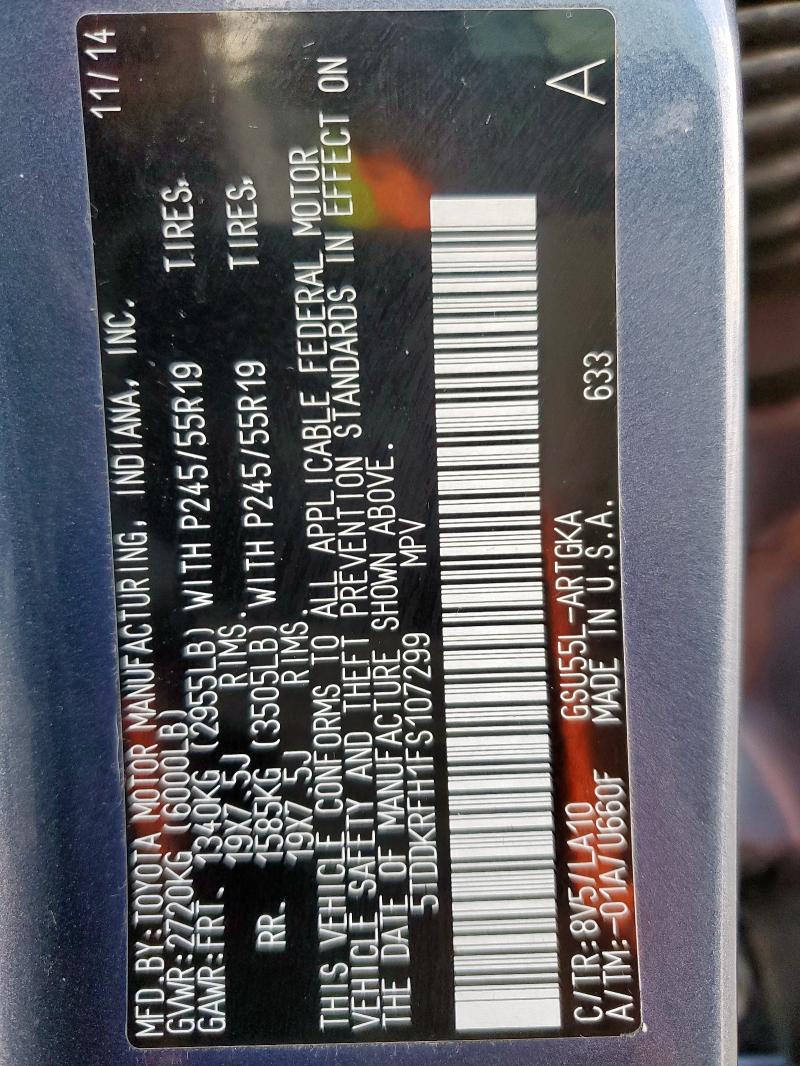 MFD.BY:TOYOTA MOTOR MANUFACTURING, INDIANA, INC. 11/14
GVWR:2720KG (6000LB)
GAWR:FRT. 1340KG (2955LB) WITH P245/55R19 TIRES,
19X7.5J RIMS.
RR. 1585KG (3505LB) WITH P245/55R19 TIRES,
19X7.5J RIMS.
THIS VEHICLE CONFORMS TO ALL APPLICABLE FEDERAL MOTOR
VEHICLE SAFETY AND THEFT PREVENTION STANDARDS IN EFFECT ON
THE DATE OF MANUFACTURE SHOWN ABOVE.
5TDDKRFH1FS107299 MPV
C/TR:8V5/LA10 GSU55L-ARTGKA A
A/TM:-01A/U660F MADE IN U.S.A. 633